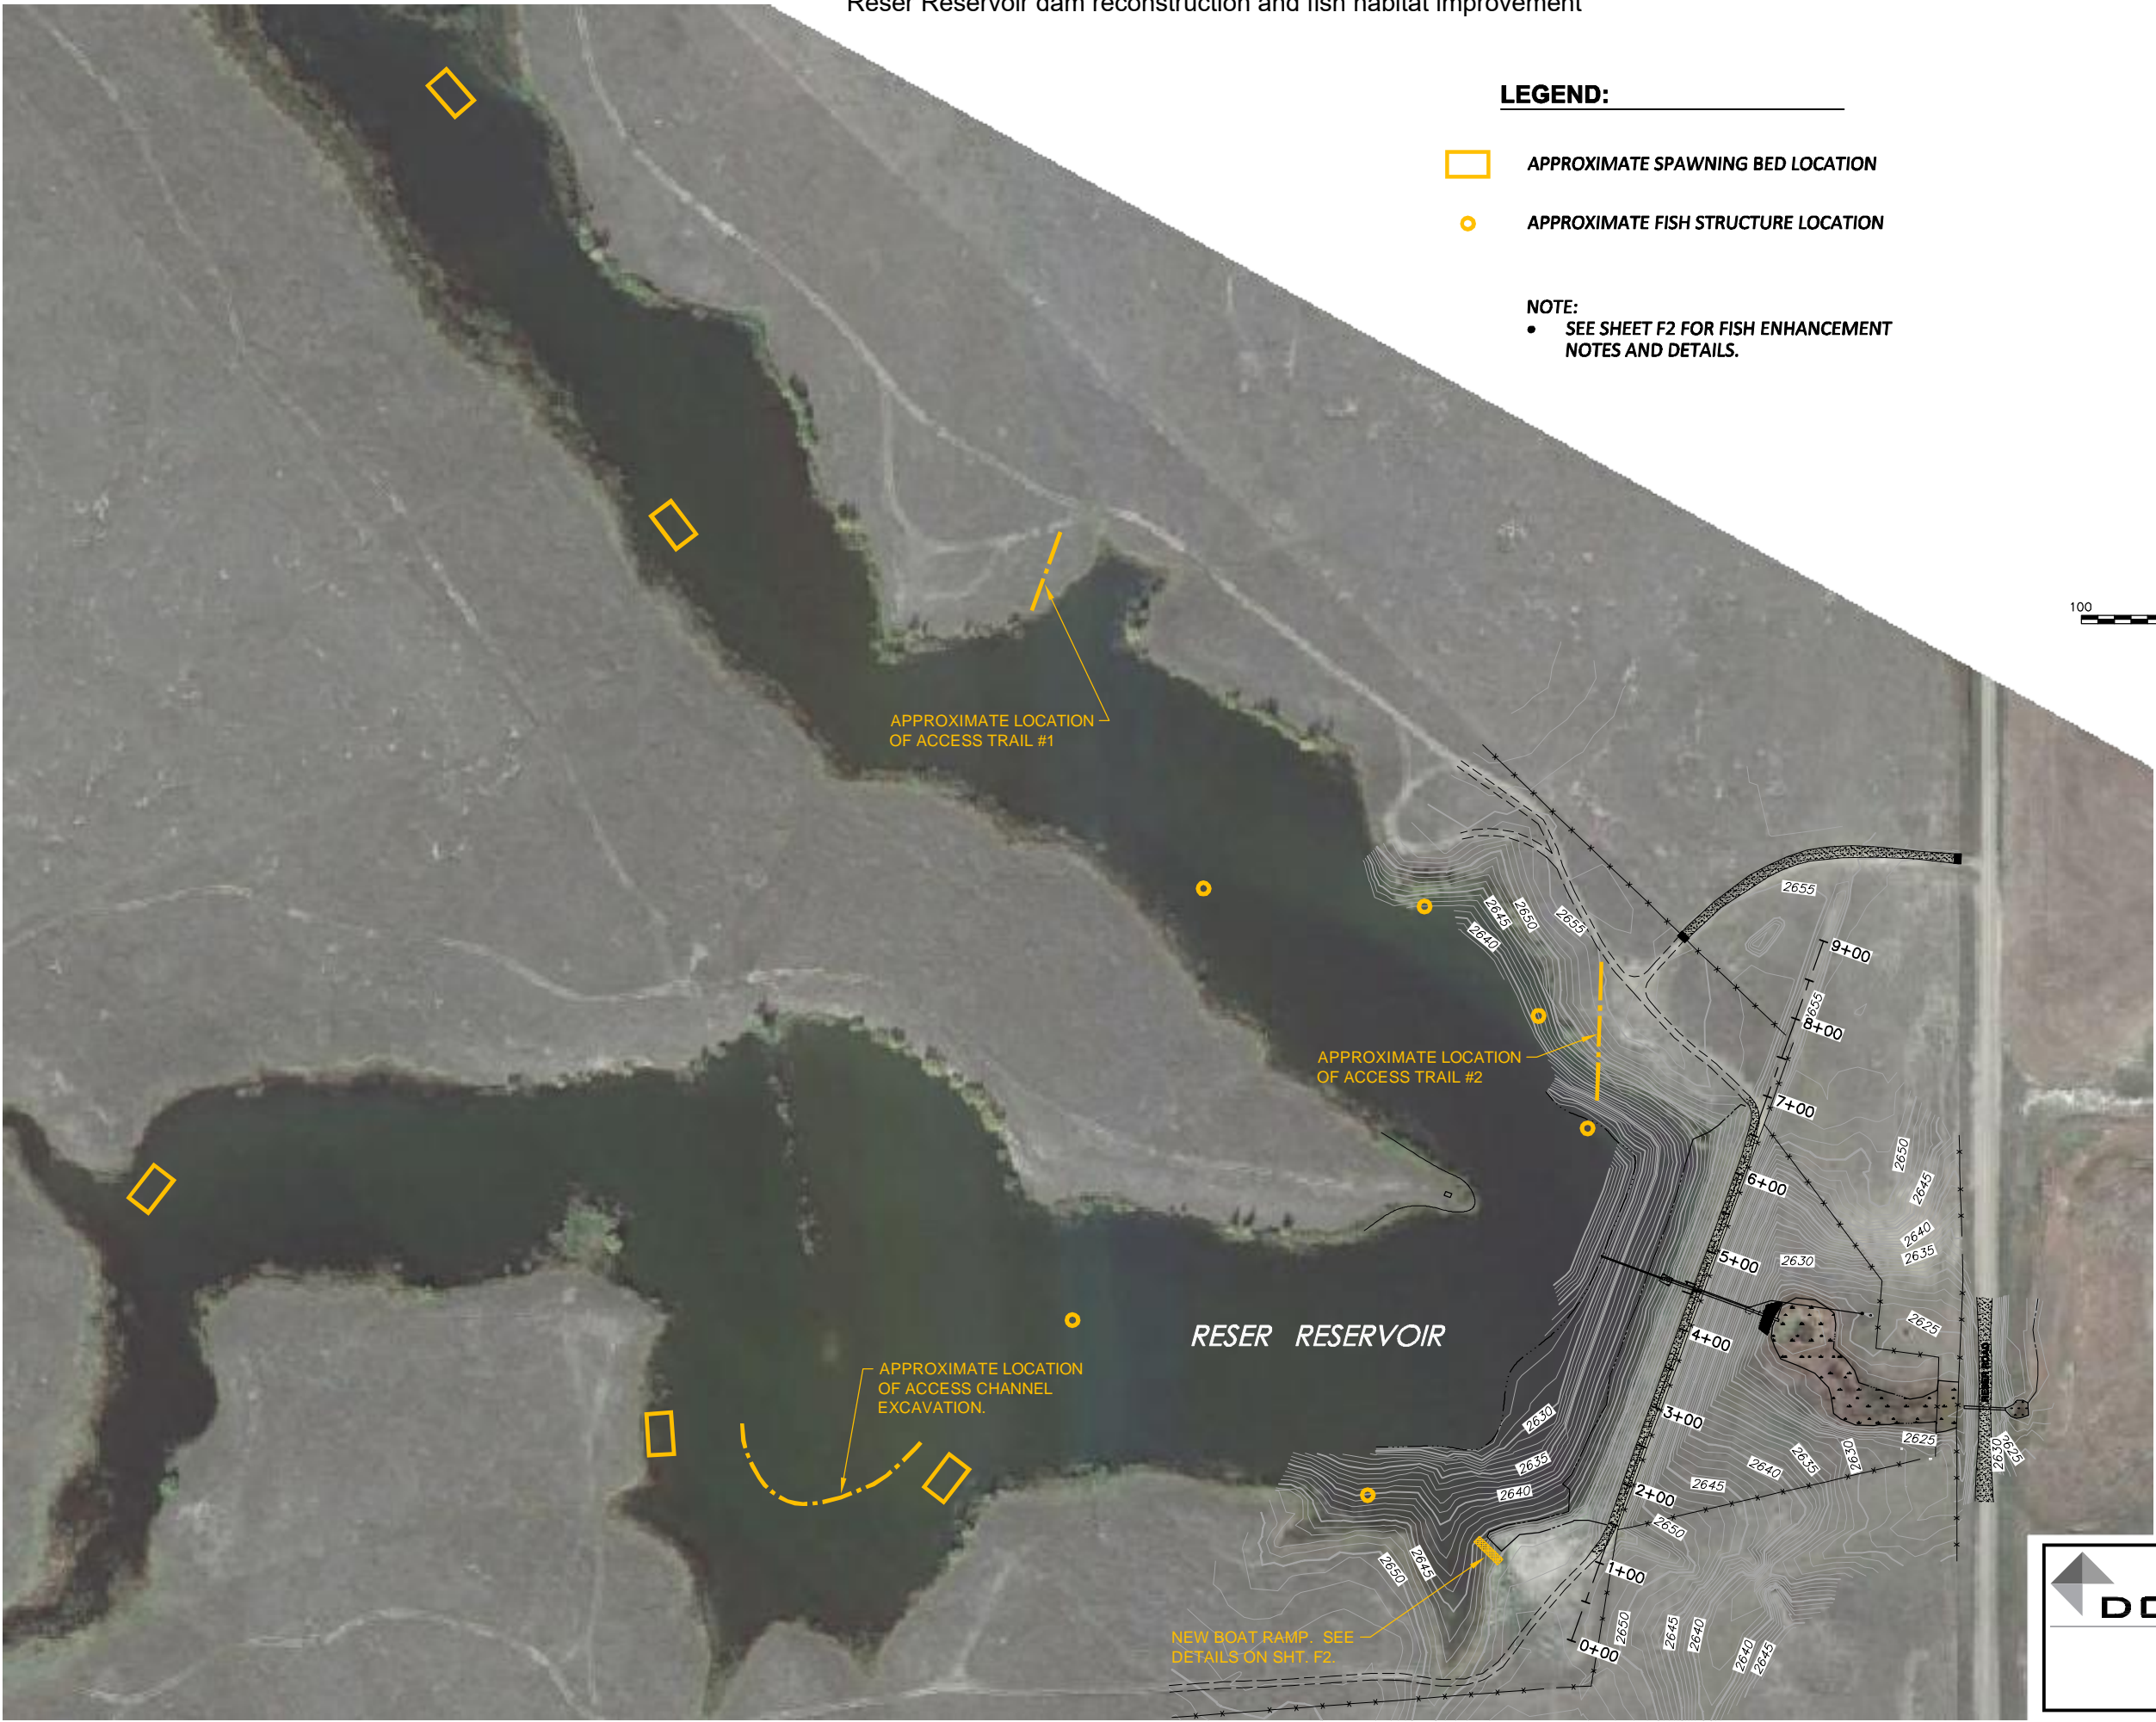 Reser Reservoir dam reconstruction and fish habitat improvement
LEGEND:
APPROXIMATE SPAWNING BED LOCATION
APPROXIMATE FISH STRUCTURE LOCATION
NOTE:
• SEE SHEET F2 FOR FISH ENHANCEMENT
NOTES AND DETAILS.
100
APPROXIMATE LOCATION
OF ACCESS TRAIL #1
2655
2645
2650
2655
2640
9+00
2655
8+00
APPROXIMATE LOCATION
OF ACCESS TRAIL #2
7+00
2650
6+00
2645
2640
2635
5+00
2630
2625
RESER RESERVOIR
4+00
RESER ROAD
APPROXIMATE LOCATION
OF ACCESS CHANNEL
EXCAVATION.
3+00
2630
2625
2630
2625
2635
2640
2635
2630
2645
2640
2+00
2650
2650
2645
1+00
NEW BOAT RAMP. SEE
DETAILS ON SHT. F2.
0+00
2650
2645
2640
2640
2645